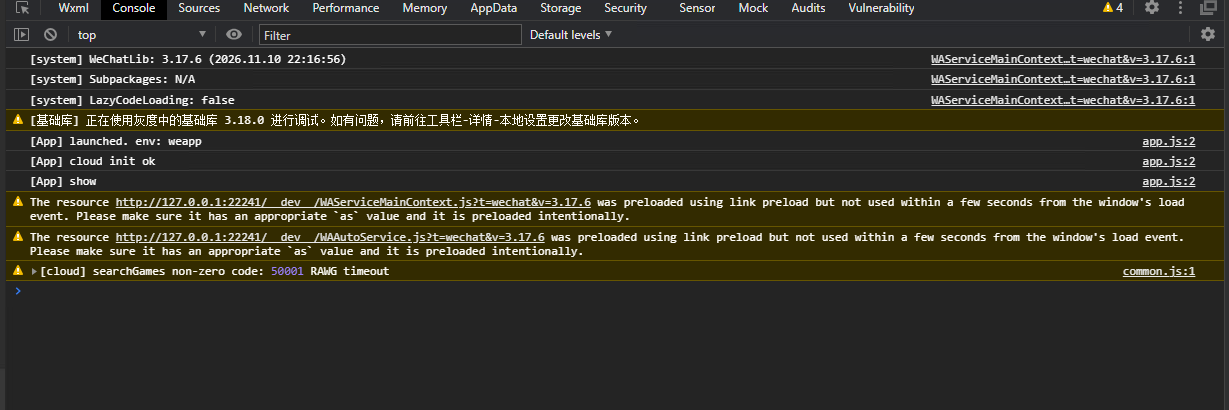 Wxml Console Sources Network Performance Memory AppData Storage Security Sensor Mock Audits Vulnerability 4
top Filter Default levels
[system] WeChatLib: 3.17.6 (2026.11.10 22:16:56) WAServiceMainContext…t=wechat&v=3.17.6:1
[system] Subpackages: N/A WAServiceMainContext…t=wechat&v=3.17.6:1
[system] LazyCodeLoading: false WAServiceMainContext…t=wechat&v=3.17.6:1
[基础库] 正在使用灰度中的基础库 3.18.0 进行调试。如有问题，请前往工具栏-详情-本地设置更改基础库版本。
[App] launched. env: weapp app.js:2
[App] cloud init ok app.js:2
[App] show app.js:2
The resource http://127.0.0.1:22241/__dev__/WAServiceMainContext.js?t=wechat&v=3.17.6 was preloaded using link preload but not used within a few seconds from the window's load
event. Please make sure it has an appropriate `as` value and it is preloaded intentionally.
The resource http://127.0.0.1:22241/__dev__/WAAutoService.js?t=wechat&v=3.17.6 was preloaded using link preload but not used within a few seconds from the window's load event.
Please make sure it has an appropriate `as` value and it is preloaded intentionally.
[cloud] searchGames non-zero code: 50001 RAWG timeout common.js:1